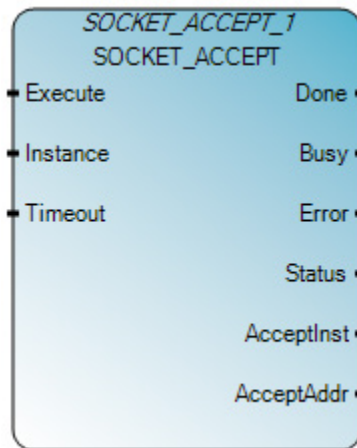 SOCKET_ACCEPT_1
SOCKET_ACCEPT
Execute Done
Instance Busy
Timeout Error
Status
AcceptInst
AcceptAddr